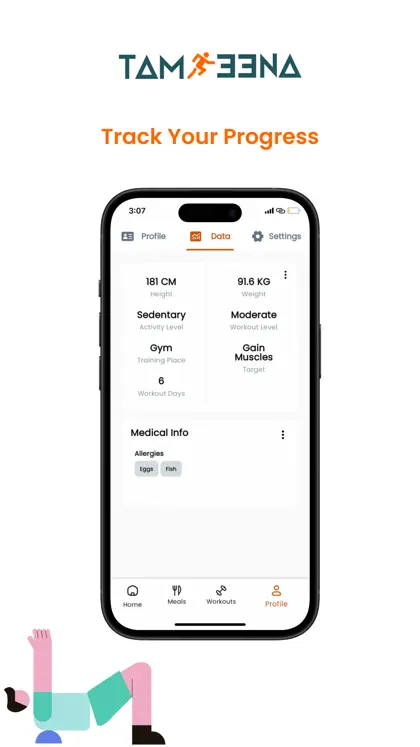 TAMREENA
Track Your Progress
3:07
Profile
Data
Settings
181 CM
Height
91.6 KG
Weight
Sedentary
Activity Level
Moderate
Workout Level
Gym
Training Place
Gain
Muscles
Target
6
Workout Days
Medical Info
Allergies
Eggs Fish
Home
Meals
Workouts
Profile